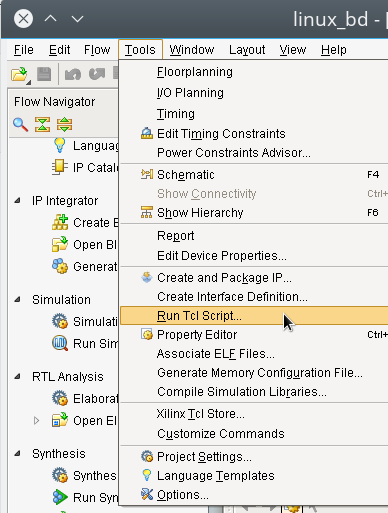 linux_bd -
File Edit Flow Tools Window Layout View Help
Flow Navigator
Langua
IP Catal
IP Integrator
Create B
Open Bl
Generat
Simulation
Simulati
Run Sim
RTL Analysis
Elaborat
Open El
Synthesis
Synthes
Run Syn
Floorplanning
I/O Planning
Timing
Edit Timing Constraints
Power Constraints Advisor...
Schematic F4
Show Connectivity Ctrl+
Show Hierarchy F6
Report
Edit Device Properties...
Create and Package IP...
Create Interface Definition...
Run Tcl Script...
Property Editor Ctrl+
Associate ELF Files...
Generate Memory Configuration File...
Compile Simulation Libraries...
Xilinx Tcl Store...
Customize Commands
Project Settings...
Language Templates
Options...